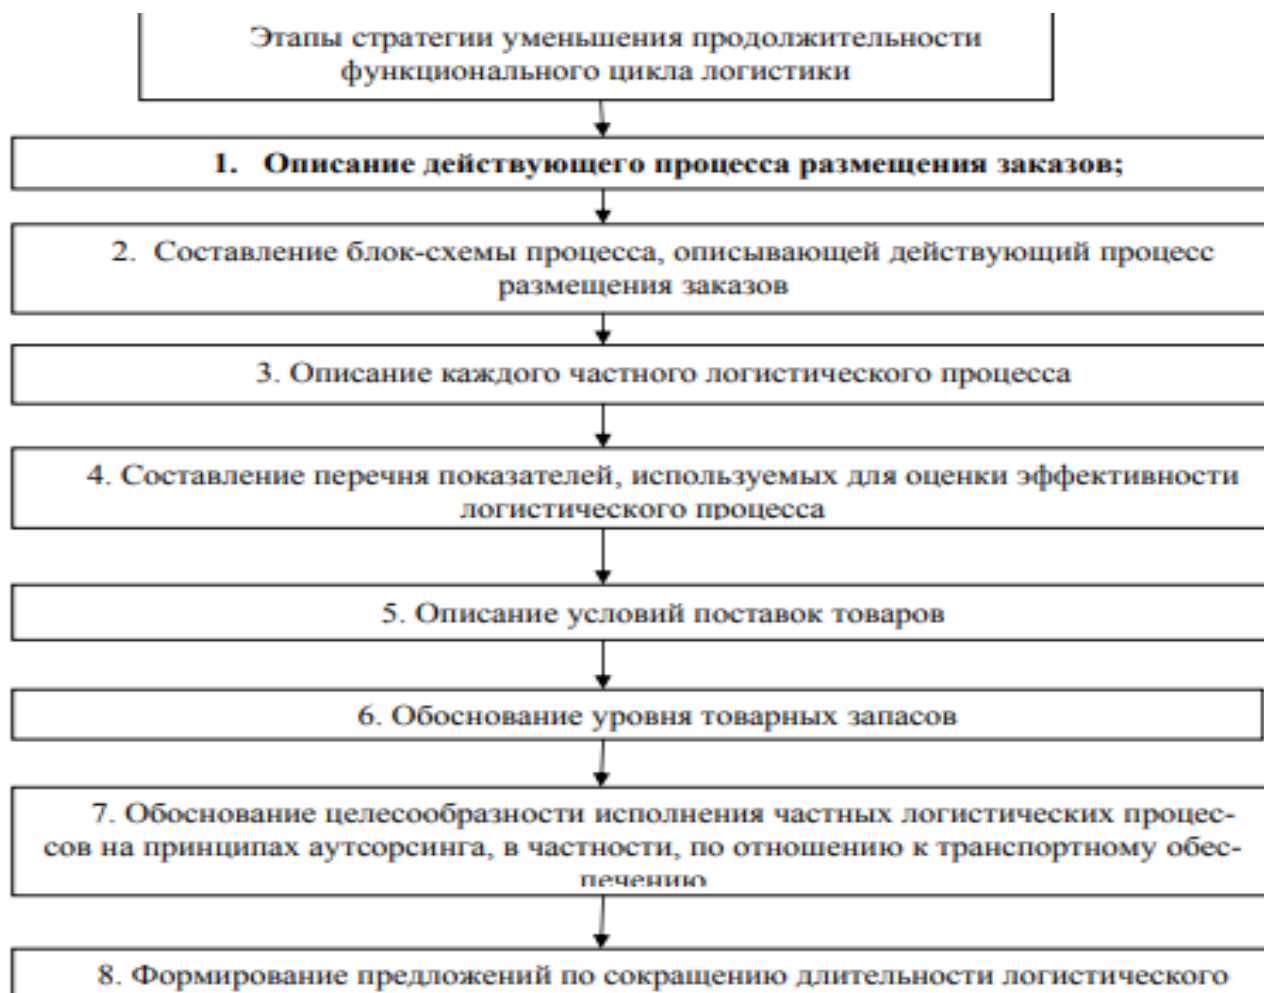 Этапы стратегии уменьшения продолжительности
функционального цикла логистики
1. Описание действующего процесса размещения заказов;
2. Составление блок-схемы процесса, описывающей действующий процесс
размещения заказов
3. Описание каждого частного логистического процесса
4. Составление перечня показателей, используемых для оценки эффективности
логистического процесса
5. Описание условий поставок товаров
6. Обоснование уровня товарных запасов
7. Обоснование целесообразности исполнения частных логистических процес-
сов на принципах аутсорсинга, в частности, по отношению к транспортному обес-
печению
8. Формирование предложений по сокращению длительности логистического